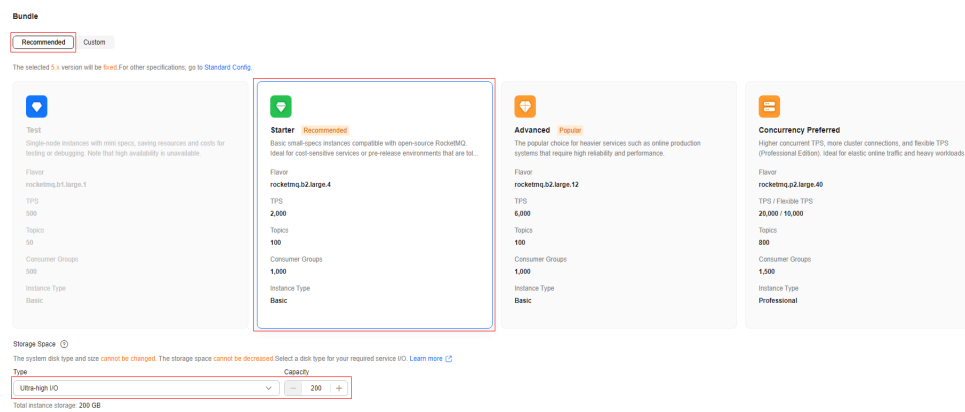 Bundle
Recommended
Custom
The selected 5.x version will be fixed.For other specifications, go to Standard Config.
Test
Single-node instances with mini specs, saving resources and costs for
testing or debugging. Note that high availability is unavailable.
Flavor
rocketmq.b1.large.1
TPS
500
Topics
50
Consumer Groups
500
Instance Type
Basic
Starter Recommended
Basic small-specs instances compatible with open-source RocketMQ.
Ideal for cost-sensitive services or pre-release environments that are tol...
Flavor
rocketmq.b2.large.4
TPS
2,000
Topics
100
Consumer Groups
1,000
Instance Type
Basic
Advanced Popular
The popular choice for heavier services such as online production
systems that require high reliability and performance.
Flavor
rocketmq.b2.large.12
TPS
6,000
Topics
100
Consumer Groups
1,000
Instance Type
Basic
Concurrency Preferred
Higher concurrent TPS, more cluster connections, and flexible TPS
(Professional Edition). Ideal for elastic online traffic and heavy workloads.
Flavor
rocketmq.p2.large.40
TPS / Flexible TPS
20,000 / 10,000
Topics
800
Consumer Groups
1,500
Instance Type
Professional
Storage Space ?
The system disk type and size cannot be changed. The storage space cannot be decreased.Select a disk type for your required service I/O. Learn more
Type
Capacity
Ultra-high I/O
− 200 +
Total instance storage: 200 GB